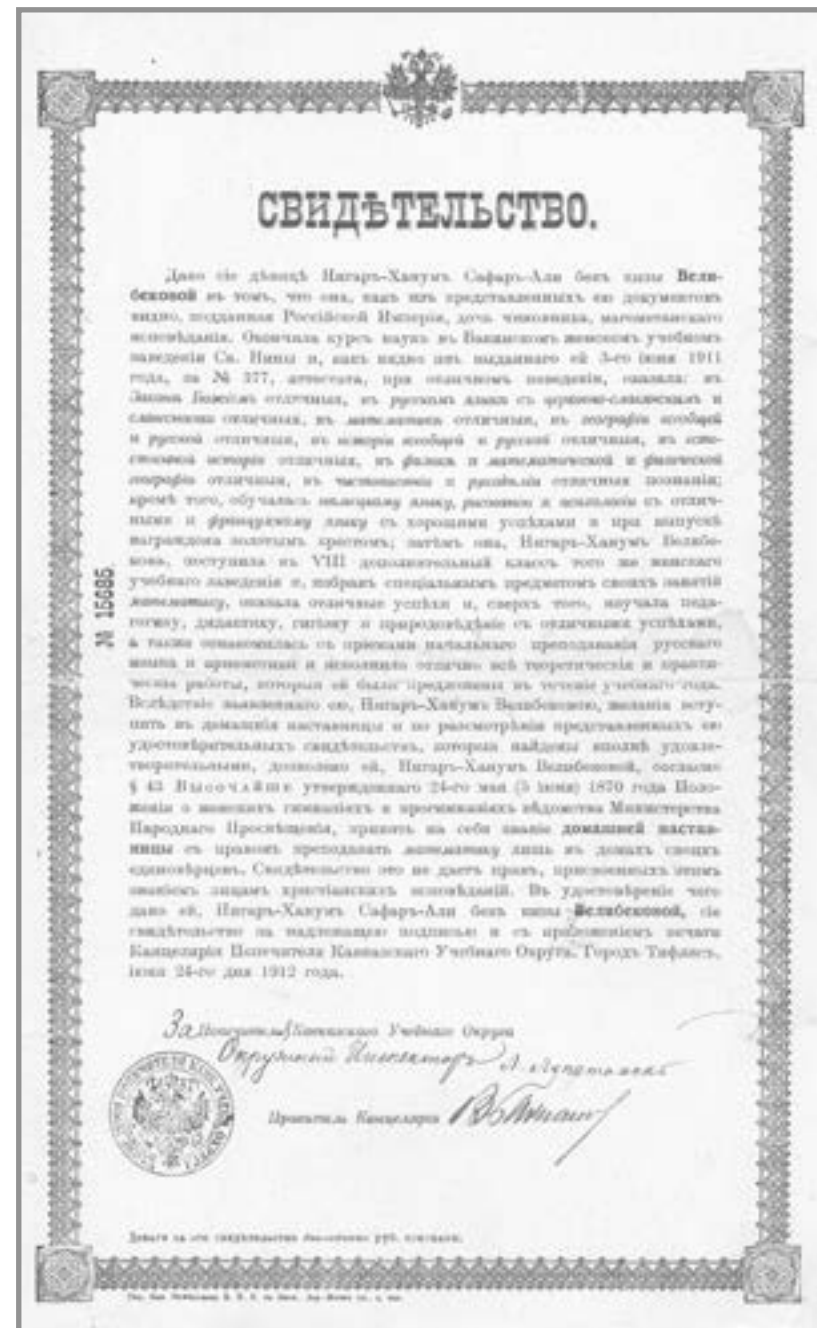 СВИДѢТЕЛЬСТВО.
Дано сіе дѣвицѣ Нигаръ-Ханумъ Сафаръ-Али бекъ кызы Вели-
бековой въ томъ, что она, какъ изъ представленныхъ ею документовъ
видно, подданная Россійской Имперіи, дочь чиновника, магометанскаго
исповѣданія. Окончила курсъ наукъ въ Бакинскомъ женскомъ учебномъ
заведеніи Св. Нины и, какъ видно изъ выданнаго ей 3-го іюня 1911
года, за № 377, аттестата, при отличномъ поведеніи, оказала: въ
Законѣ Божіемъ отличныя, въ русскомъ языкѣ съ церковно-славянскимъ и
словесности отличныя, въ математикѣ отличныя, въ географіи всеобщей
и русской отличныя, въ исторіи всеобщей и русской отличныя, въ есте-
ственной исторіи отличныя, въ физикѣ и математической и физической
географіи отличныя, въ чистописаніи и рукодѣліи отличныя познанія;
кромѣ того, обучалась нѣмецкому языку, рисованію и съ отлич-
ными и французскому языку съ хорошими успѣхами и при выпускѣ
награждена золотымъ крестомъ; затѣмъ она, Нигаръ-Ханумъ Велибе-
кова, поступила въ VIII дополнительный классъ того же женскаго
учебнаго заведенія и, избравъ спеціальнымъ предметомъ своихъ занятій
математику, оказала отличные успѣхи и, сверхъ того, изучала педа-
гогику, дидактику, гигіену и природовѣдѣніе съ отличными успѣхами,
а также ознакомилась съ пріемами начальнаго преподаванія русскаго
языка и ариѳметики и исполнила отлично всѣ теоретическія и практи-
ческія работы, которыя ей были предложены въ теченіе учебнаго года.
Вслѣдствіе заявленнаго ею, Нигаръ-Ханумъ Велибековою, желанія всту-
пить въ домашнія наставницы и по разсмотрѣніи представленныхъ ею
удостовѣрительныхъ свидѣтельствъ, которыя найдены вполнѣ удовле-
творительными, дозволено ей, Нигаръ-Ханумъ Велибековой, согласно
§ 43 Высочайше утвержденнаго 24-го мая (5 іюня) 1870 года Поло-
женія о женскихъ гимназіяхъ и прогимназіяхъ вѣдомства Министерства
Народнаго Просвѣщенія, принять на себя званіе домашней настав-
ницы съ правомъ преподавать математику лишь въ домахъ своихъ
единовѣрцевъ. Свидѣтельство это не даетъ правъ, присвоенныхъ этимъ
званіемъ лицамъ христіанскихъ исповѣданій. Въ удостовѣреніе чего
дано ей, Нигаръ-Ханумъ Сафаръ-Али бекъ кызы Велибековой, сіе
свидѣтельство за надлежащею подписью и съ приложеніемъ печати
Канцеляріи Попечителя Кавказскаго Учебнаго Округа. Городъ Тифлисъ,
іюня 24-го дня 1912 года.
№ 15685.
За Попечителя Кавказскаго Учебнаго Округа
Окружный Инспекторъ
Правитель Канцеляріи